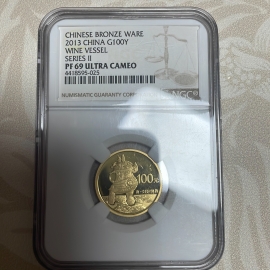 CHINESE BRONZE WARE
2013 CHINA G100Y
WINE VESSEL
SERIES II
PF 69 ULTRA CAMEO
4418595-025
NUMISMATIC GUARANTY CORPORATION
NGC
100元